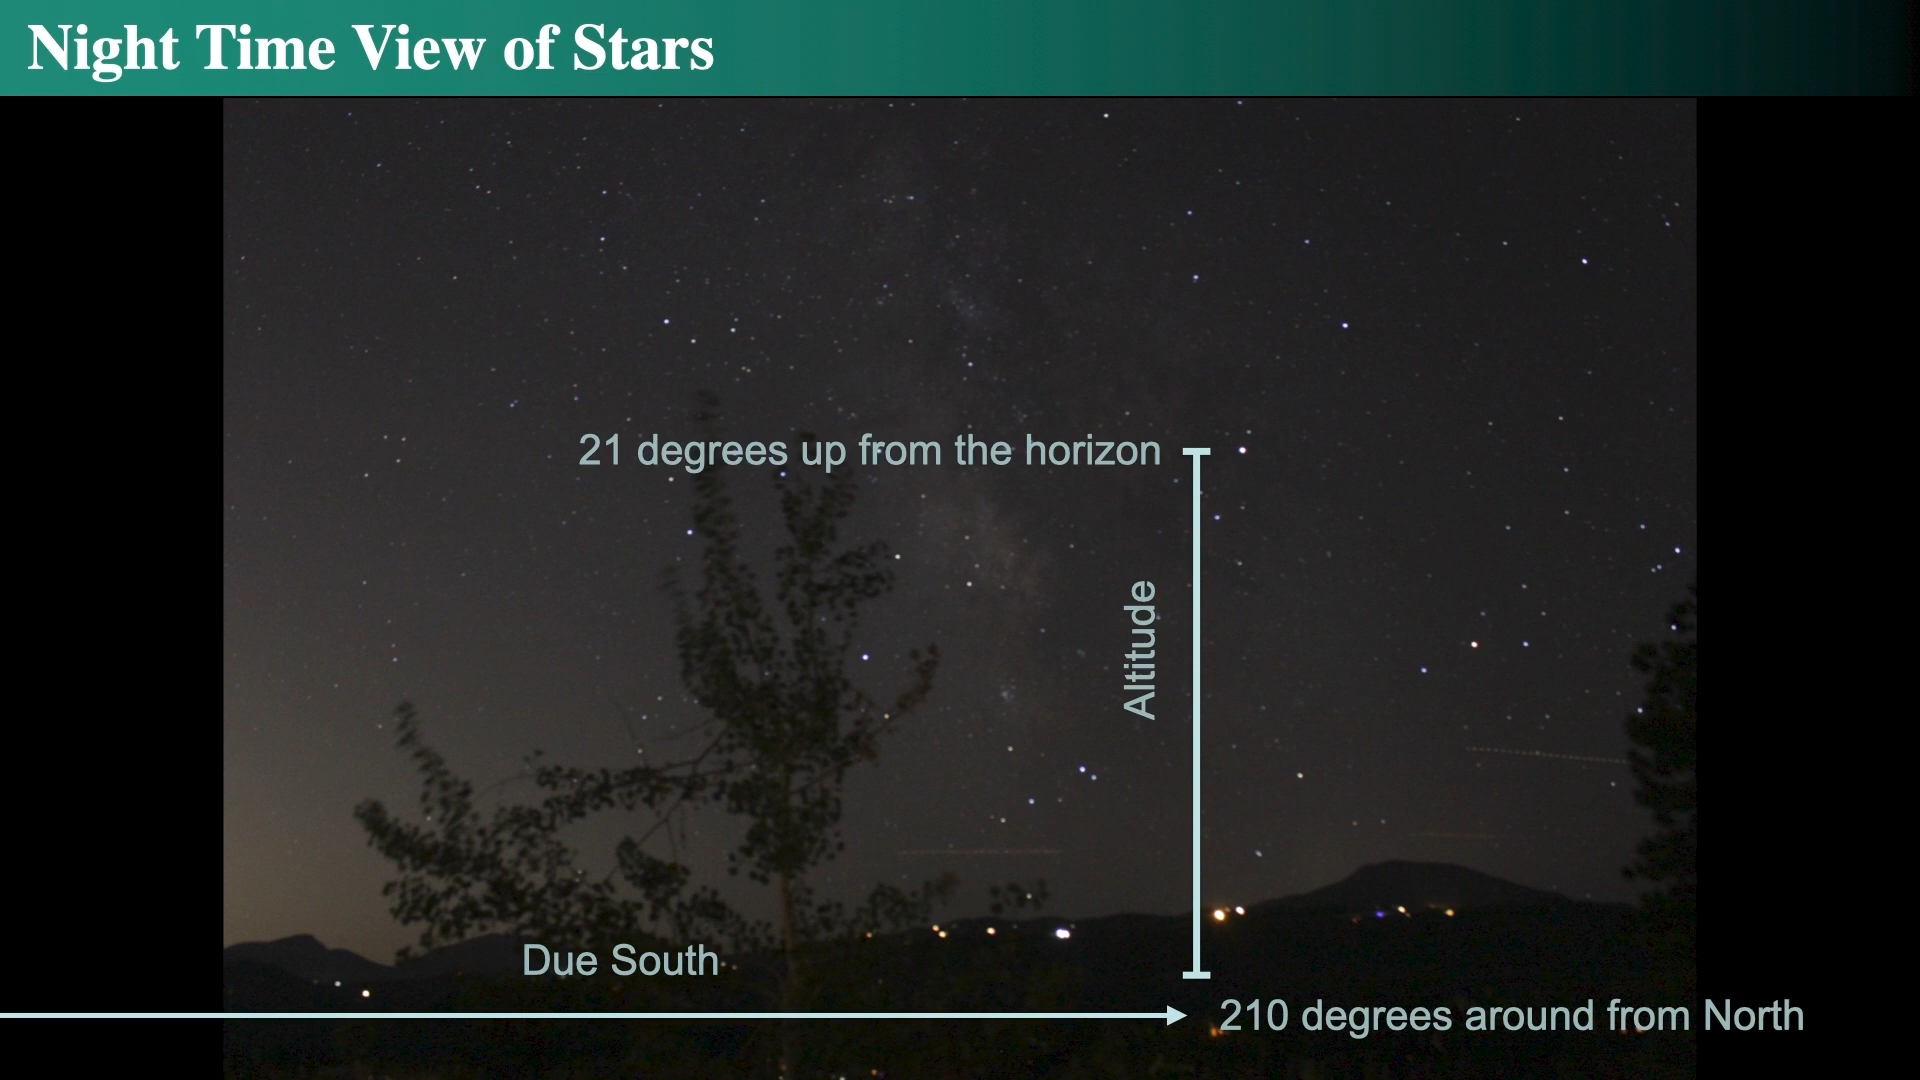 Night Time View of Stars
21 degrees up from the horizon
Altitude
Due South
210 degrees around from North